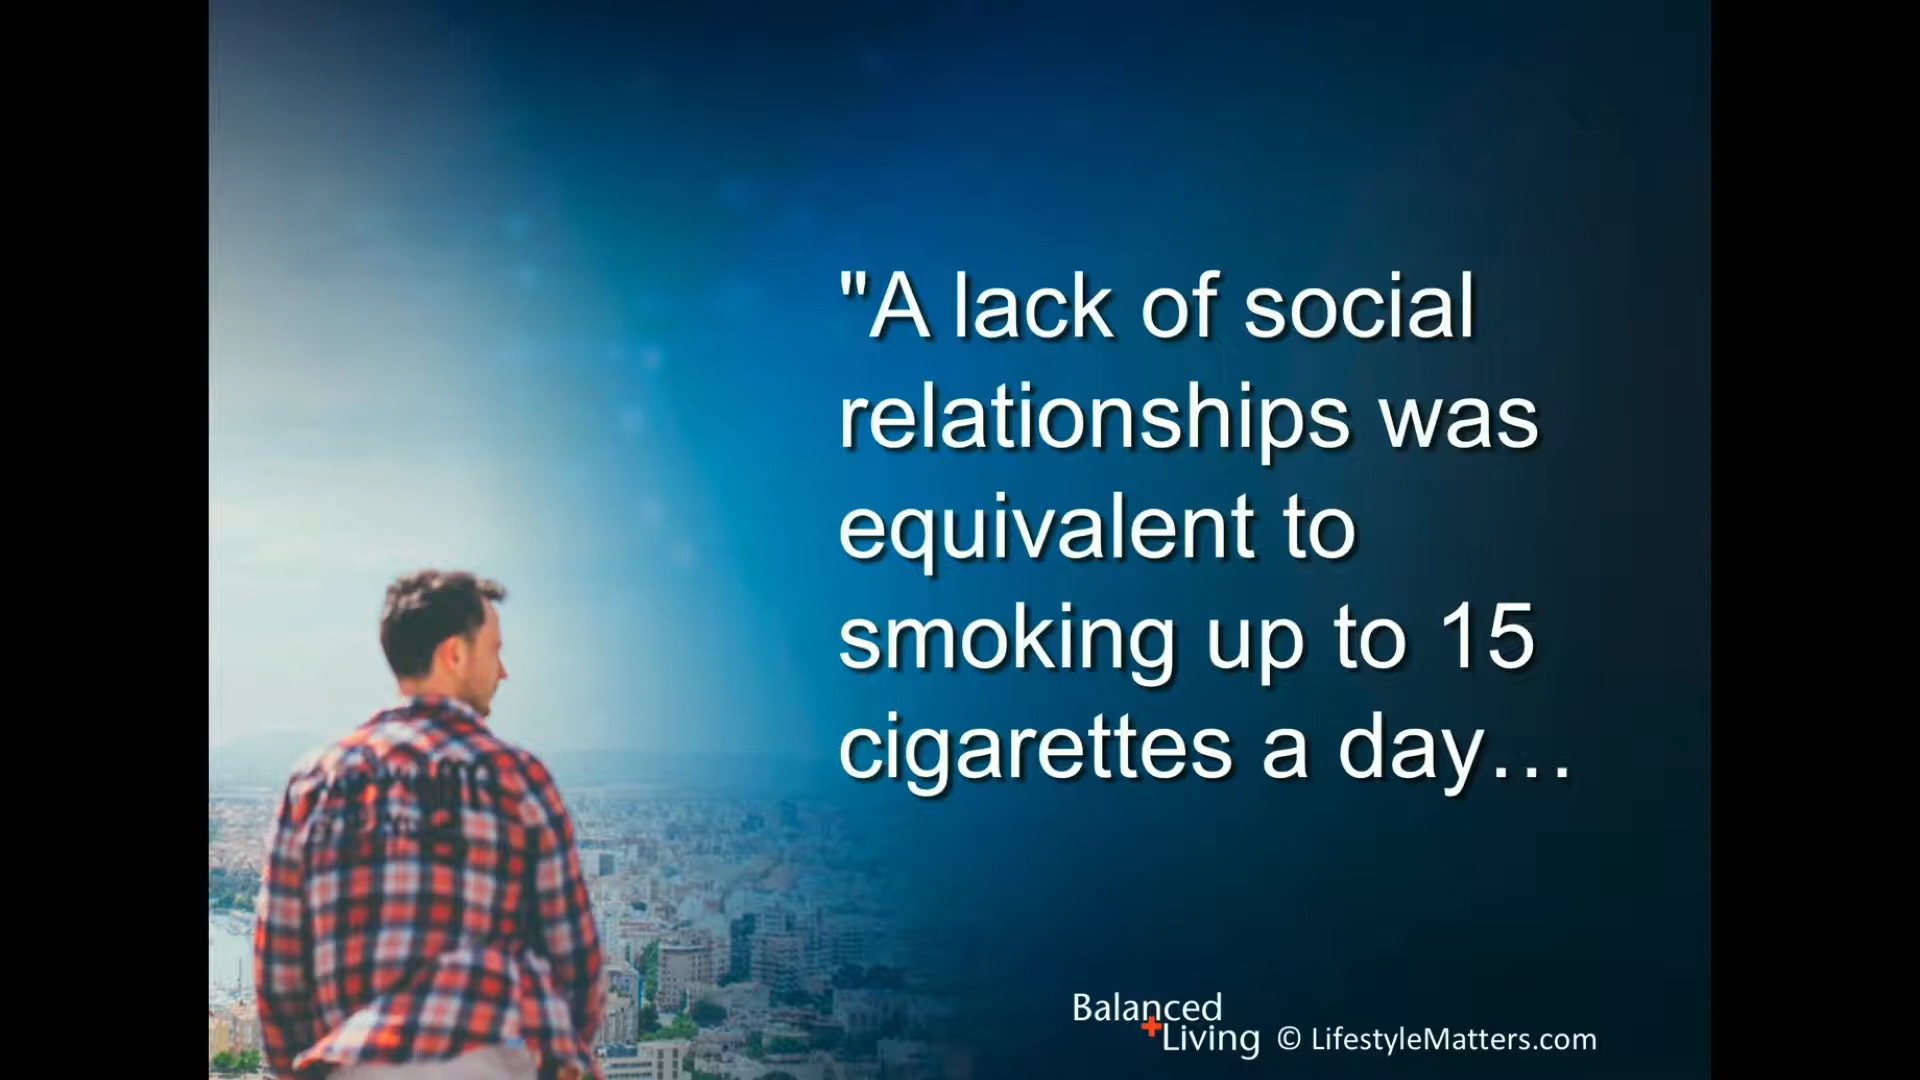 "A lack of social
relationships was
equivalent to
smoking up to 15
cigarettes a day…
Balanced
Living © LifestyleMatters.com